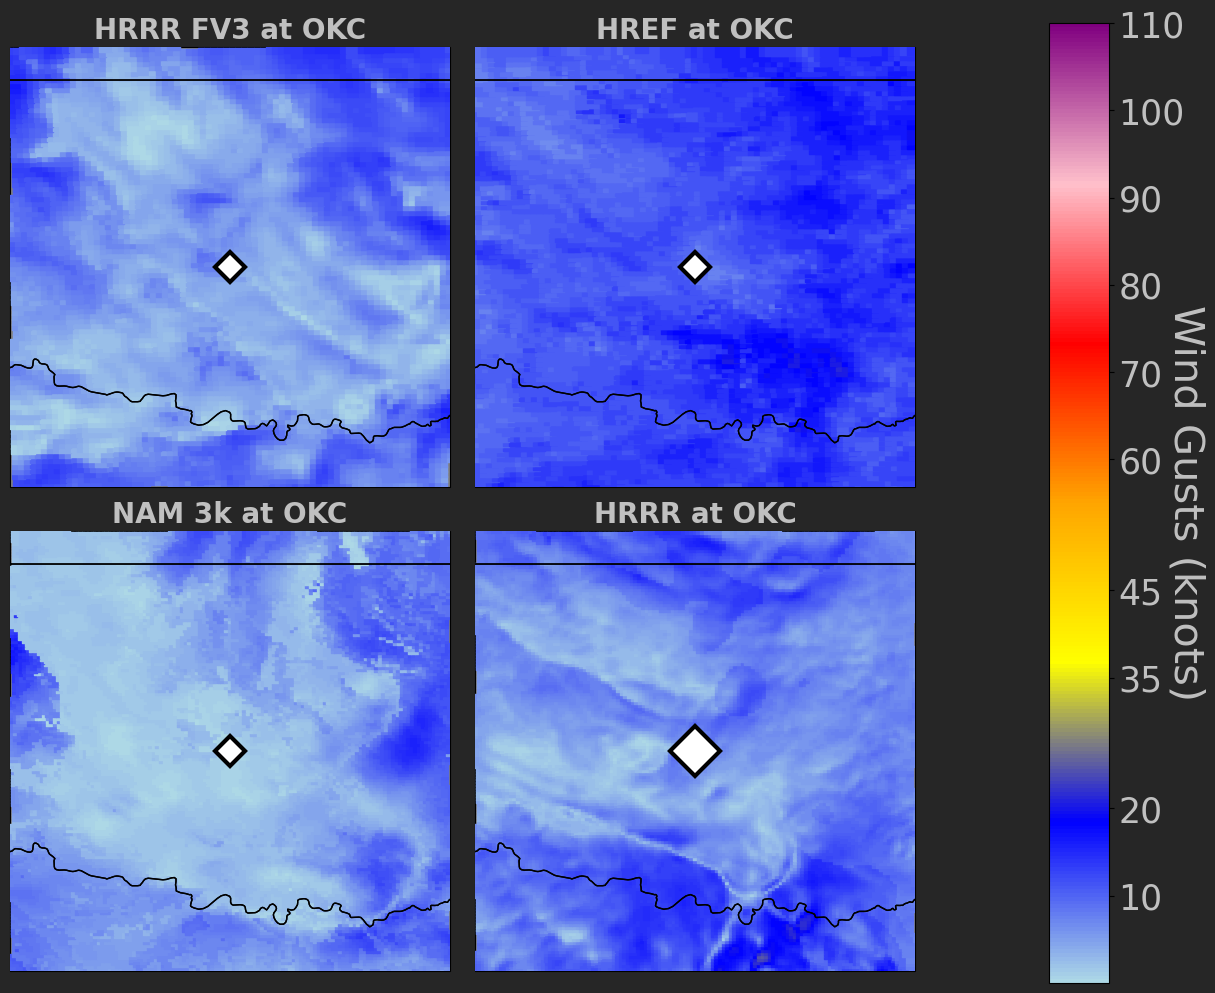 HRRR FV3 at OKC
HREF at OKC
NAM 3k at OKC
HRRR at OKC
110
100
90
80
70
60
45
35
20
10
Wind Gusts (knots)